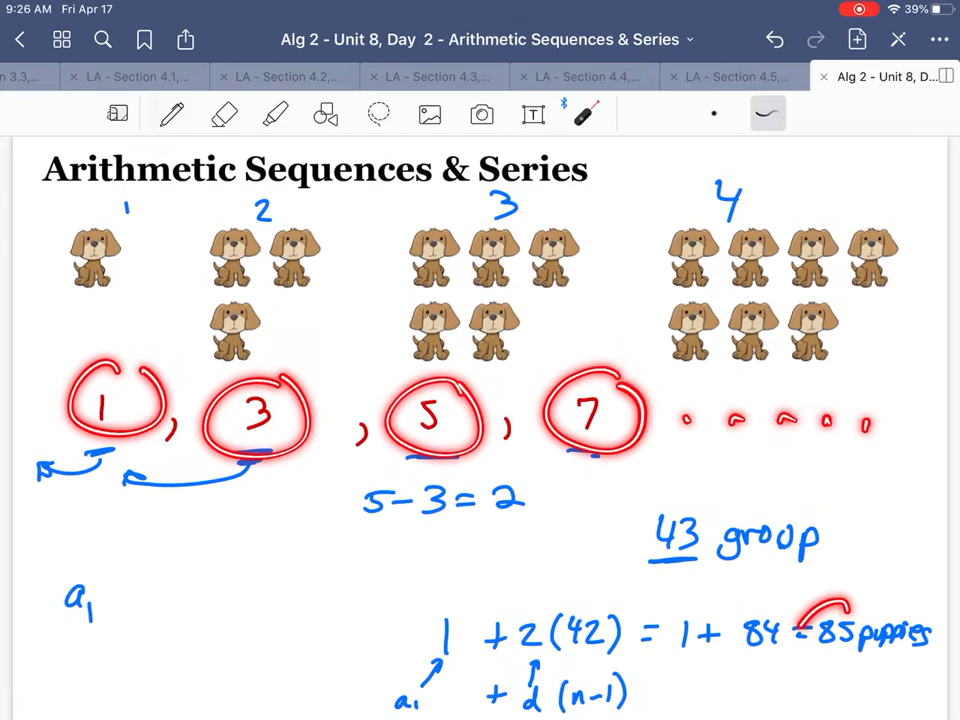 9:26 AM Fri Apr 17
39%
Alg 2 - Unit 8, Day 2 - Arithmetic Sequences & Series
n 3.3,...
LA - Section 4.1,...
LA - Section 4.2,...
LA - Section 4.3,...
LA - Section 4.4,...
LA - Section 4.5,...
Alg 2 - Unit 8, D...
Arithmetic Sequences & Series
1 2 3 4
1, 3, 5, 7 . . . . .
5-3=2
43 group
a₁
1 +2(42) = 1+ 84 =85 puppies
a₁ + d (n-1)